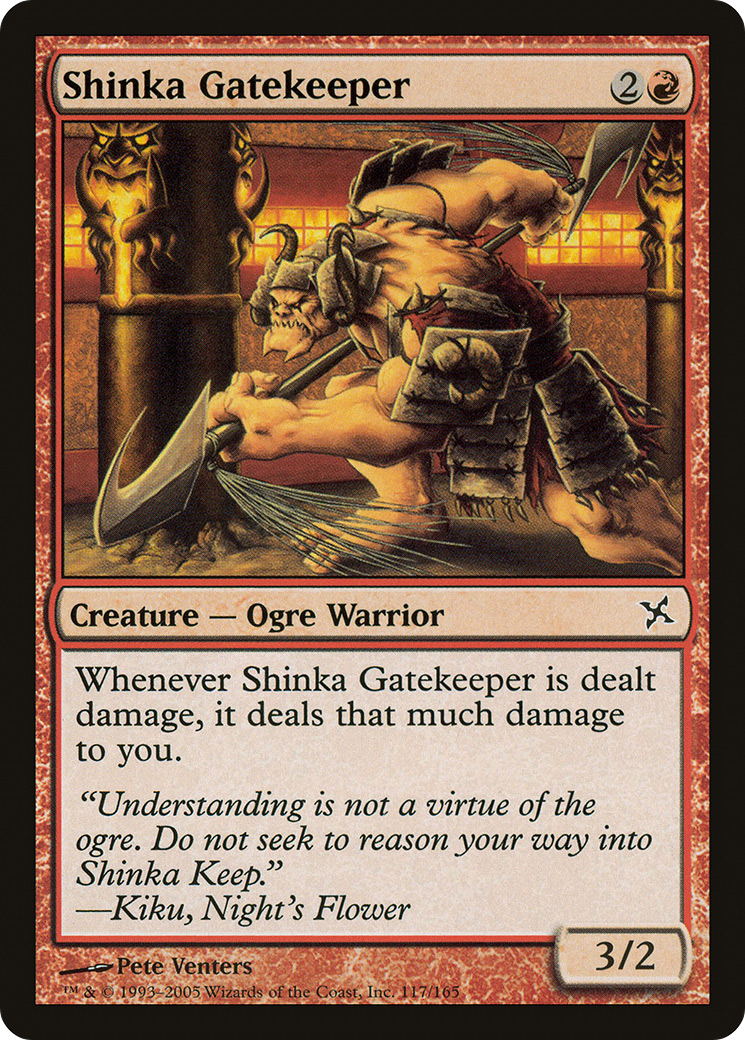 Shinka Gatekeeper 2
Creature — Ogre Warrior
Whenever Shinka Gatekeeper is dealt
damage, it deals that much damage
to you.
“Understanding is not a virtue of the
ogre. Do not seek to reason your way into
Shinka Keep.”
—Kiku, Night’s Flower
3/2
Pete Venters
™ & © 1993–2005 Wizards of the Coast, Inc. 117/165